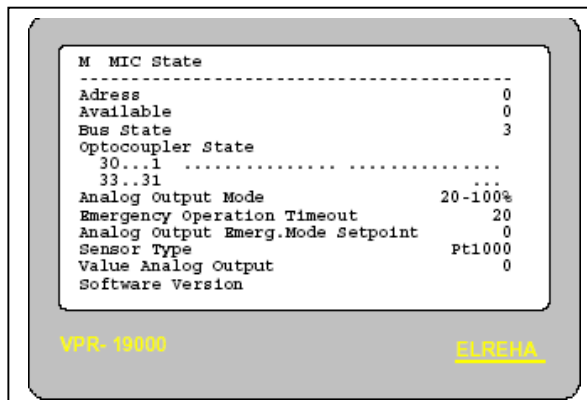 M  MIC State
------------------------------------------------
Adress 0
Available 0
Bus State 3
Optocoupler State
30...1 ............... ...............
33..31 ...
Analog Output Mode 20-100%
Emergency Operation Timeout 20
Analog Output Emerg.Mode Setpoint 0
Sensor Type Pt1000
Value Analog Output 0
Software Version
VPR- 19000
ELREHA